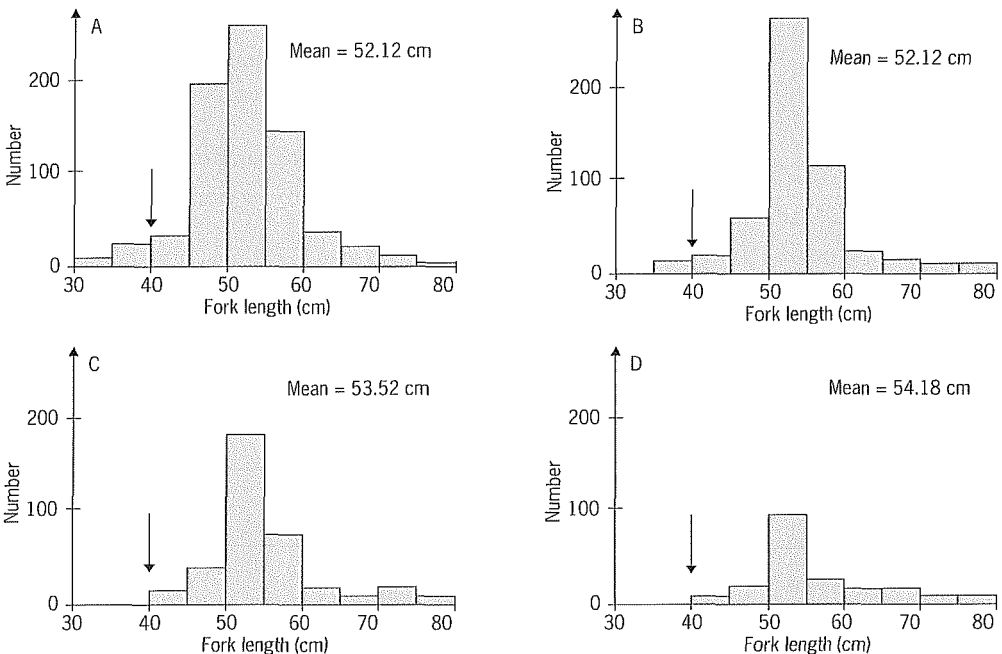 A
Mean = 52.12 cm
Number
200
100
0
30 40 50 60 70 80
Fork length (cm)
B
Mean = 52.12 cm
Number
200
100
0
30 40 50 60 70 80
Fork length (cm)
C
Mean = 53.52 cm
Number
200
100
0
30 40 50 60 70 80
Fork length (cm)
D
Mean = 54.18 cm
Number
200
100
0
30 40 50 60 70 80
Fork length (cm)